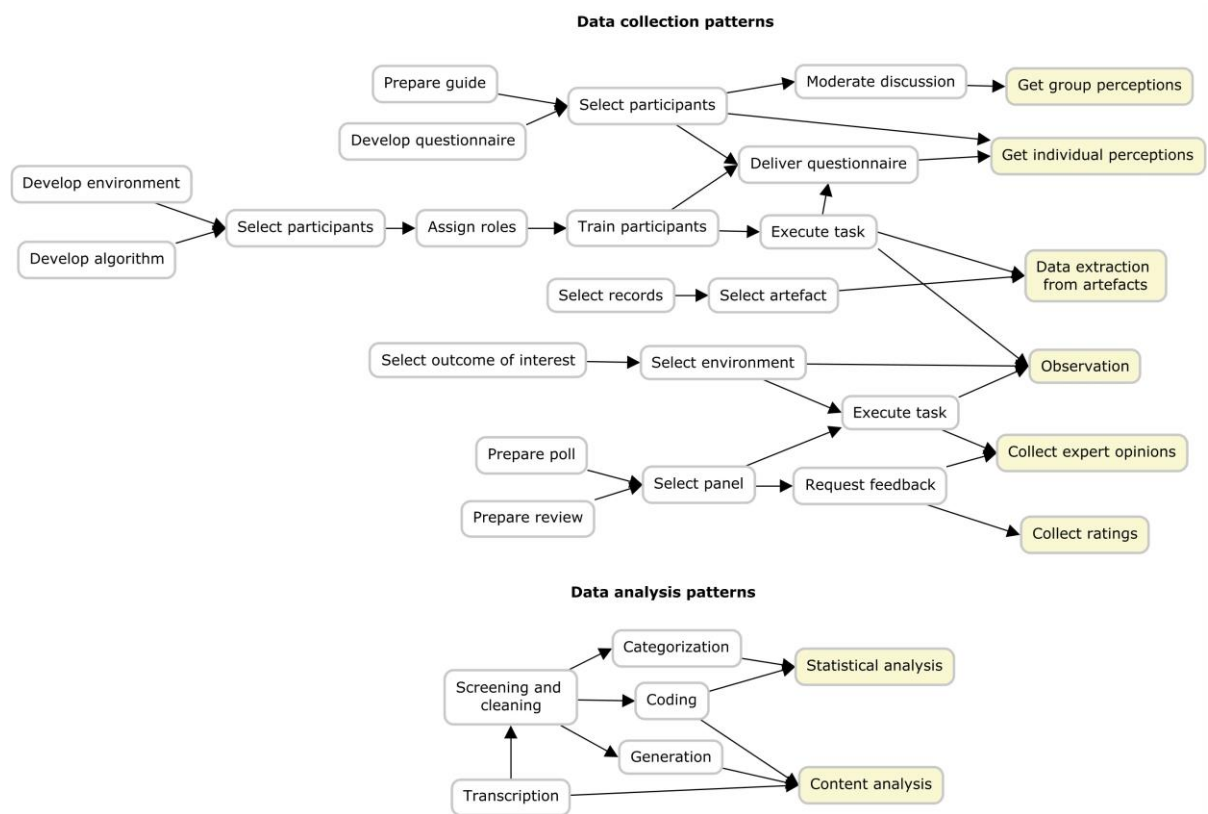 Data collection patterns
Prepare guide
Moderate discussion
Get group perceptions
Select participants
Develop questionnaire
Deliver questionnaire
Get individual perceptions
Develop environment
Select participants
Assign roles
Train participants
Execute task
Develop algorithm
Data extraction
from artefacts
Select records
Select artefact
Select outcome of interest
Select environment
Observation
Execute task
Prepare poll
Collect expert opinions
Select panel
Request feedback
Prepare review
Collect ratings
Data analysis patterns
Categorization
Statistical analysis
Screening and
cleaning
Coding
Generation
Transcription
Content analysis